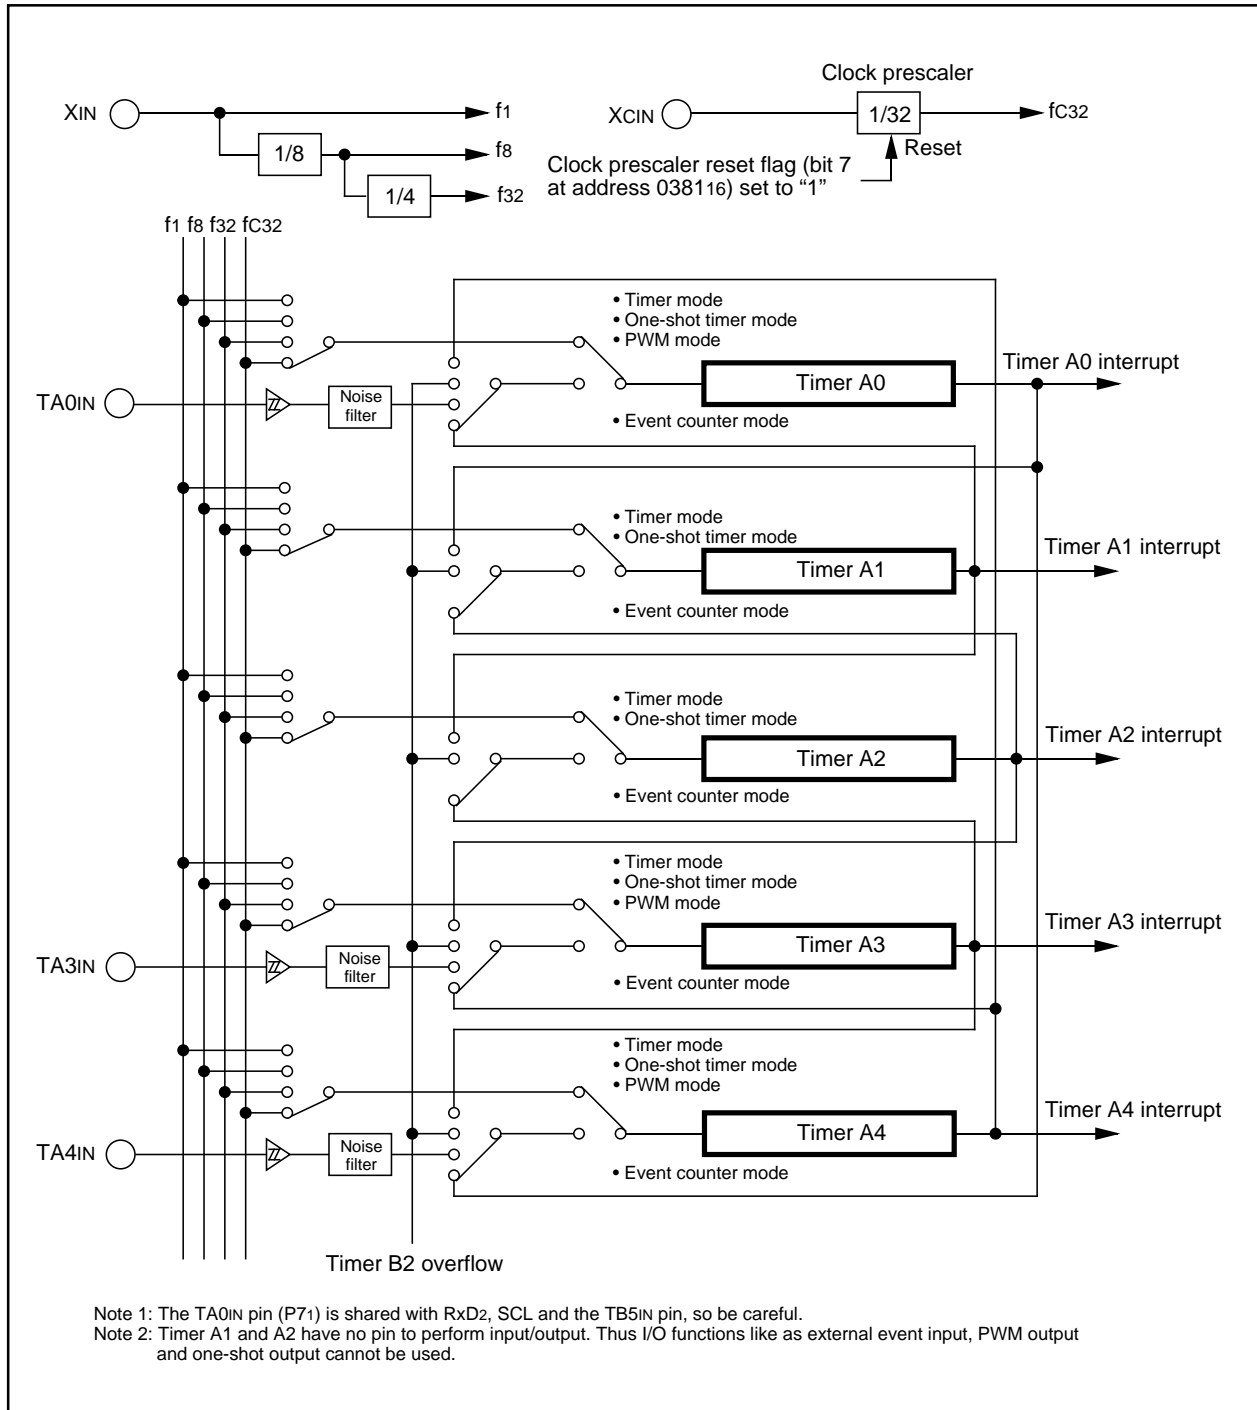 Clock prescaler
XIN
f1
XCIN
1/32
fC32
1/8
f8
Reset
Clock prescaler reset flag (bit 7
at address 038116) set to “1”
1/4
f32
f1 f8 f32 fC32
• Timer mode
• One-shot timer mode
• PWM mode
Timer A0 interrupt
Timer A0
TA0IN
Noise
filter
• Event counter mode
• Timer mode
• One-shot timer mode
Timer A1 interrupt
Timer A1
• Event counter mode
• Timer mode
• One-shot timer mode
Timer A2 interrupt
Timer A2
• Event counter mode
• Timer mode
• One-shot timer mode
• PWM mode
Timer A3 interrupt
Timer A3
TA3IN
Noise
filter
• Event counter mode
• Timer mode
• One-shot timer mode
• PWM mode
Timer A4 interrupt
Timer A4
TA4IN
Noise
filter
• Event counter mode
Timer B2 overflow
Note 1: The TA0IN pin (P71) is shared with RxD2, SCL and the TB5IN pin, so be careful.
Note 2: Timer A1 and A2 have no pin to perform input/output. Thus I/O functions like as external event input, PWM output
and one-shot output cannot be used.